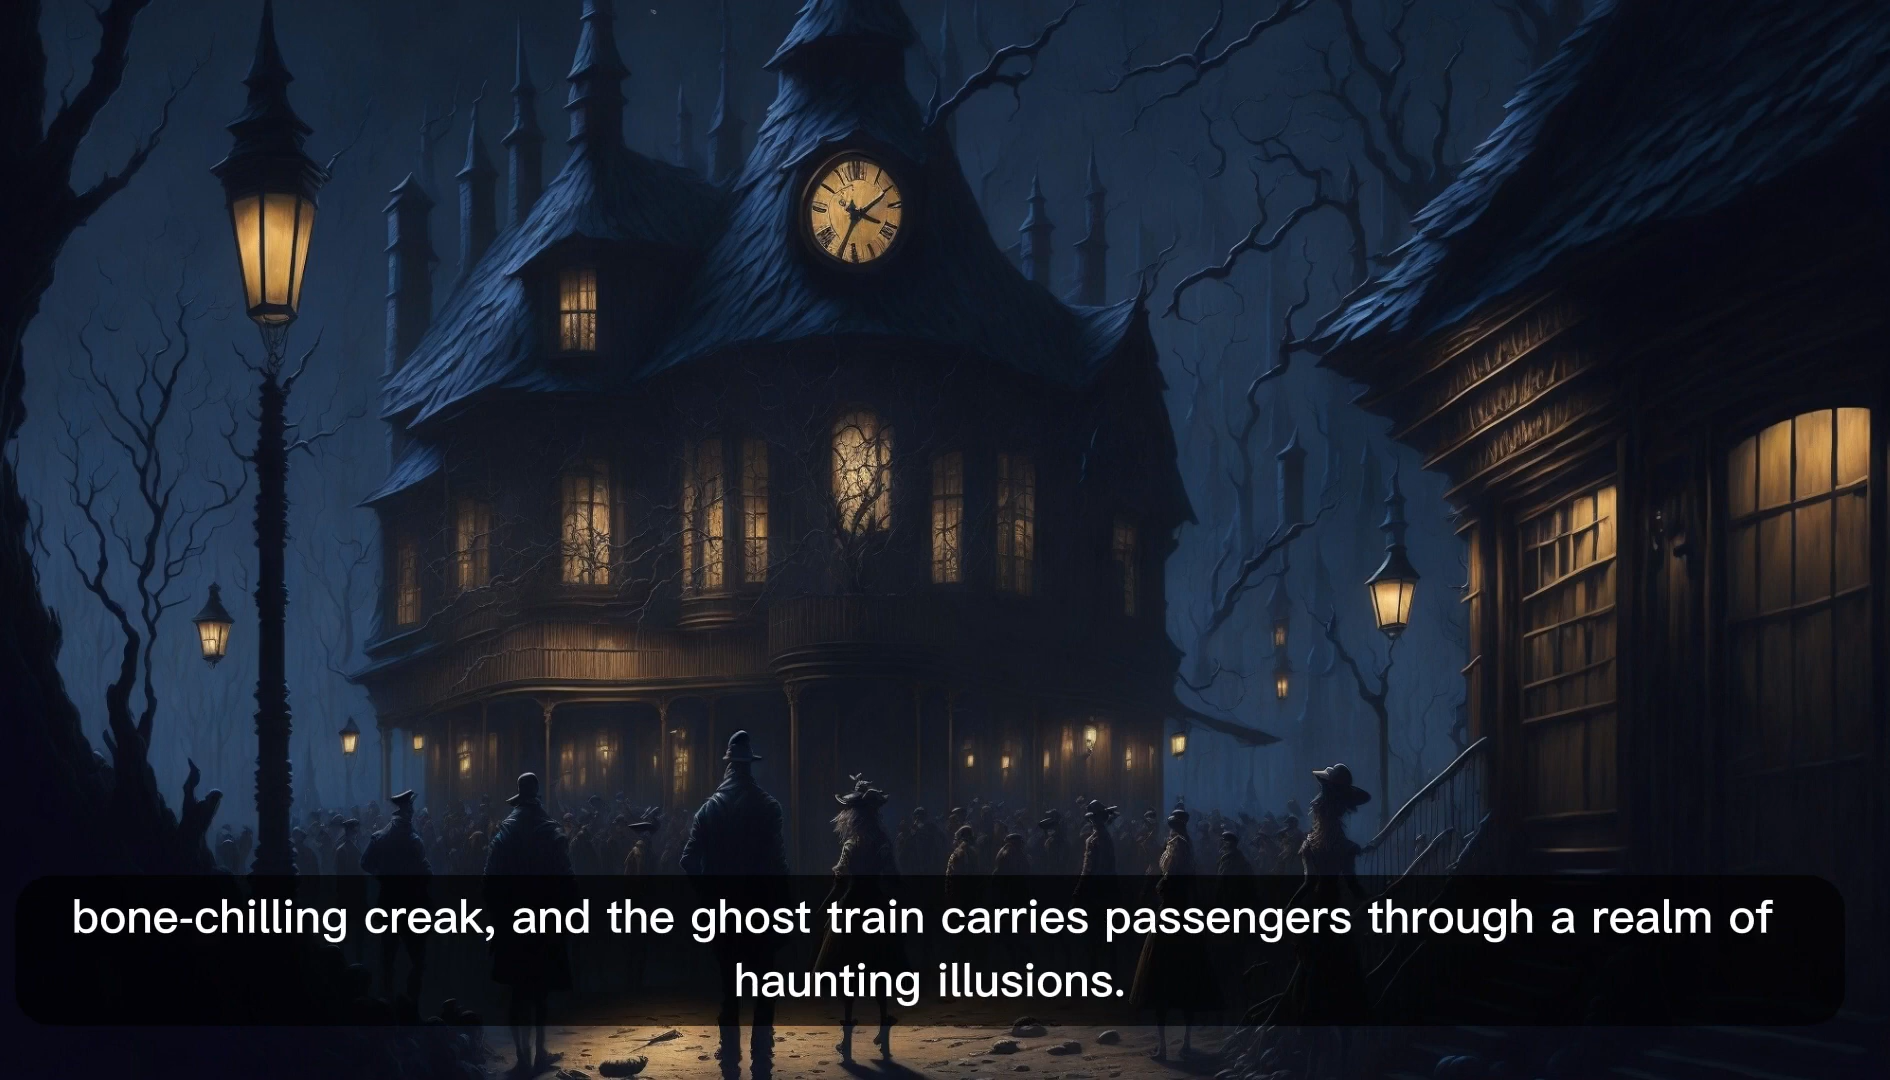 bone-chilling creak, and the ghost train carries passengers through a realm of
haunting illusions.